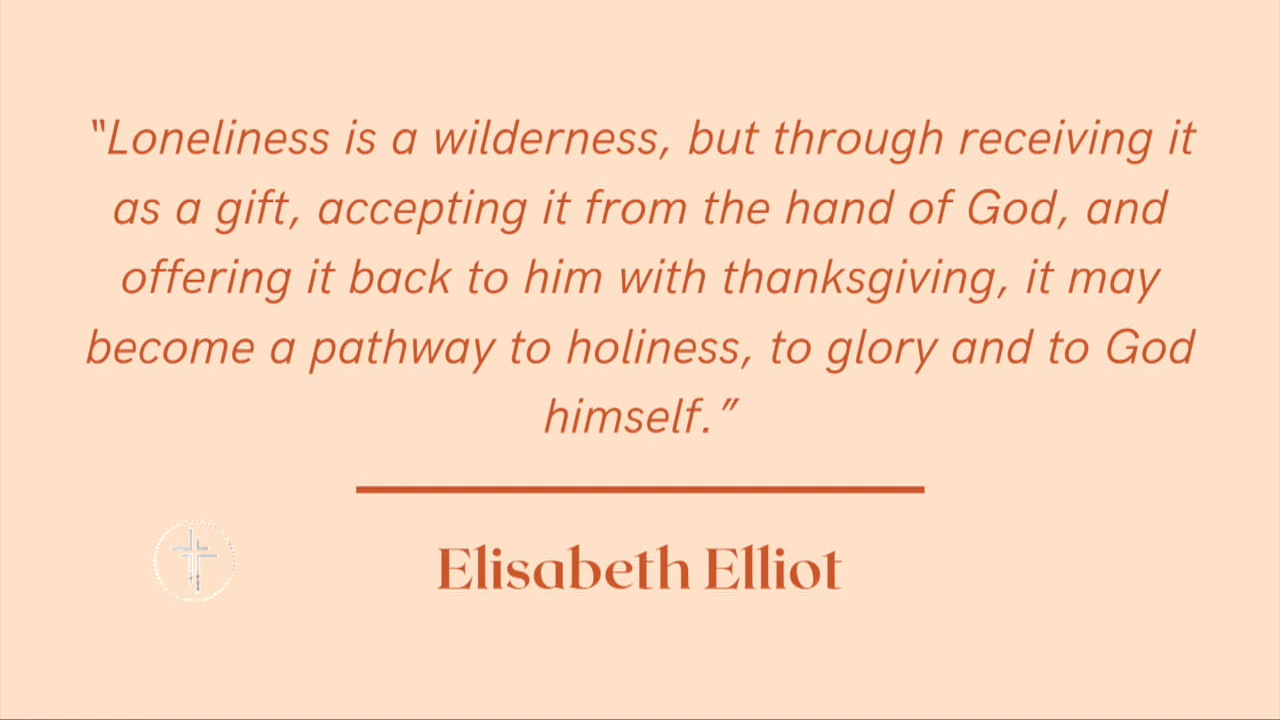 “Loneliness is a wilderness, but through receiving it
as a gift, accepting it from the hand of God, and
offering it back to him with thanksgiving, it may
become a pathway to holiness, to glory and to God
himself.”
Elisabeth Elliot